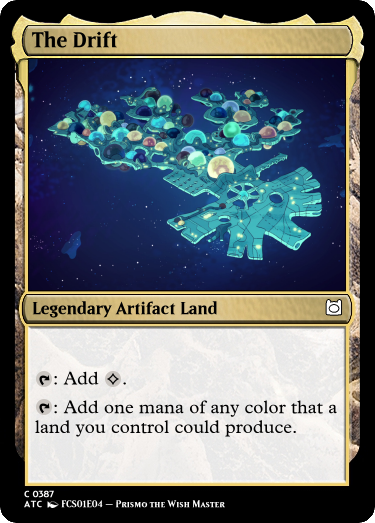 The Drift
Legendary Artifact Land
: Add .
: Add one mana of any color that a
land you control could produce.
C 0387
ATC FCS01E04 – Prismo the Wish Master